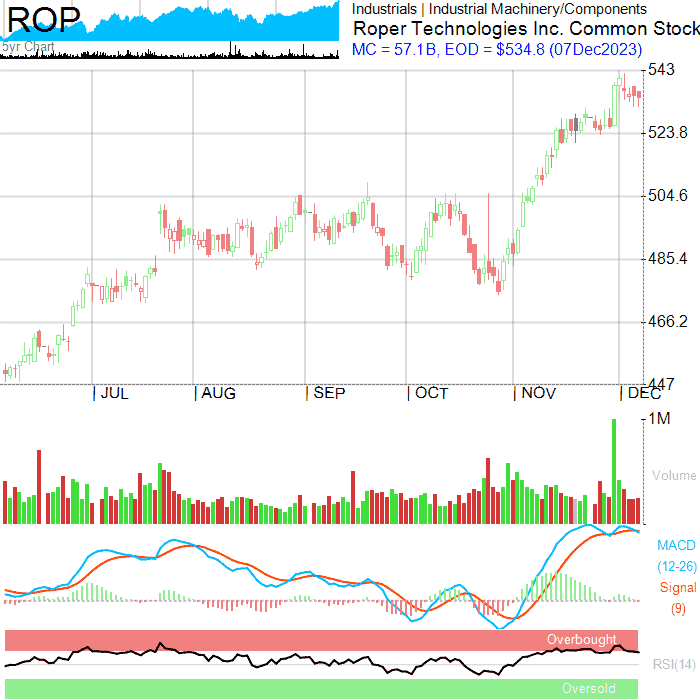 ROP
5yr Chart
Industrials | Industrial Machinery/Components
Roper Technologies Inc. Common Stock
MC = 57.1B, EOD = $534.8 (07Dec2023)
543
523.8
504.6
485.4
466.2
447
| JUL | AUG | SEP | OCT | NOV | DEC
1M
Volume
MACD
(12-26)
Signal
(9)
Overbought
RSI(14)
Oversold